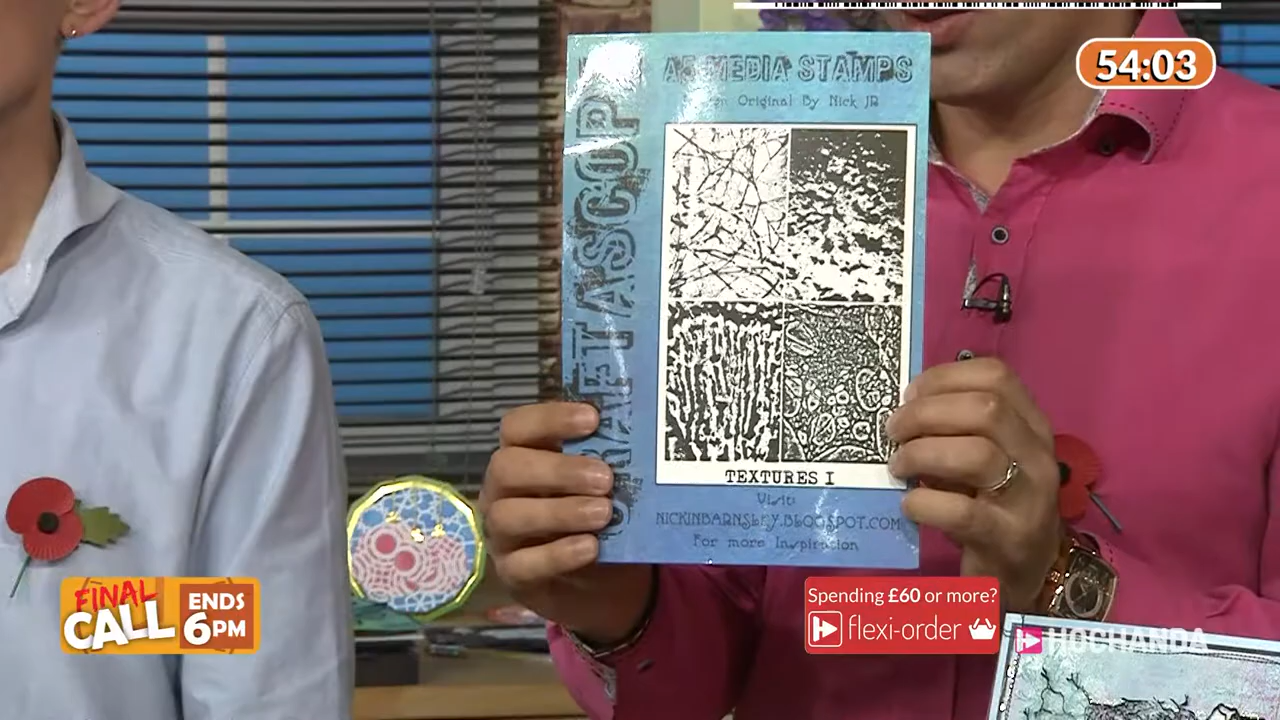 54:03
A5 MEDIA STAMPS
An Original By Nick JR
CRAFTASCOP
TEXTURES I
Visit:
NICKINBARNSLEY.BLOGSPOT.COM
For more Inspiration
FINAL CALL
ENDS 6PM
Spending £60 or more?
flexi-order
HOCHANDA